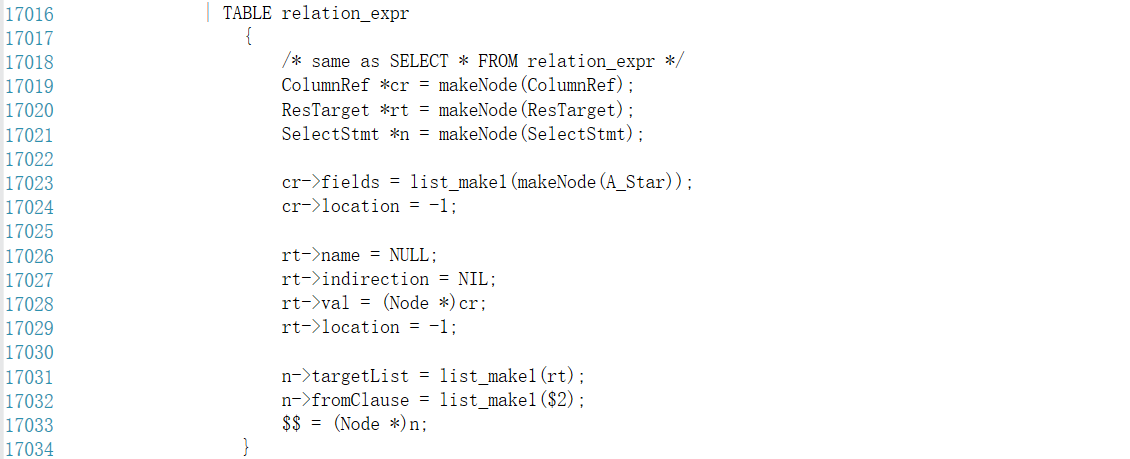 17016 | TABLE relation_expr
17017 {
17018 /* same as SELECT * FROM relation_expr */
17019 ColumnRef *cr = makeNode(ColumnRef);
17020 ResTarget *rt = makeNode(ResTarget);
17021 SelectStmt *n = makeNode(SelectStmt);
17022
17023 cr->fields = list_make1(makeNode(A_Star));
17024 cr->location = -1;
17025
17026 rt->name = NULL;
17027 rt->indirection = NIL;
17028 rt->val = (Node *)cr;
17029 rt->location = -1;
17030
17031 n->targetList = list_make1(rt);
17032 n->fromClause = list_make1($2);
17033 $$ = (Node *)n;
17034 }